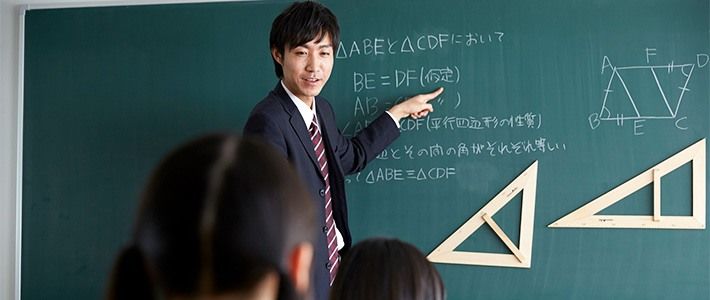 △ABEと△CDFにおいて
BE=DF(仮定)
AB= 〃 )
CDF(平行四辺形の性質)
辺とその間の角がそれぞれ等しい
て△ABE≡△CDF
A F D
B E C